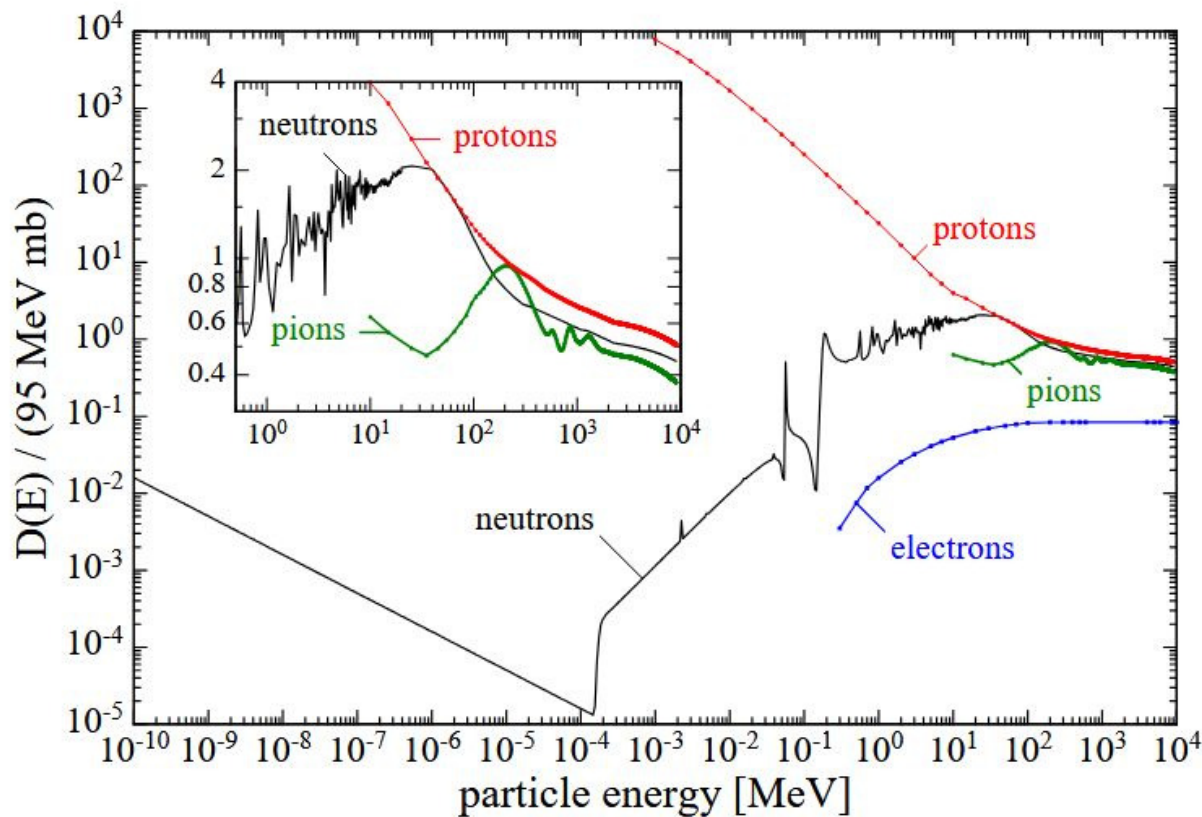 D(E) / (95 MeV mb)
10^4
10^3
10^2
10^1
10^0
10^-1
10^-2
10^-3
10^-4
10^-5
4
2
1
0.8
0.6
0.4
neutrons
protons
pions
10^0 10^1 10^2 10^3 10^4
protons
pions
neutrons
electrons
10^-10 10^-9 10^-8 10^-7 10^-6 10^-5 10^-4 10^-3 10^-2 10^-1 10^0 10^1 10^2 10^3 10^4
particle energy [MeV]